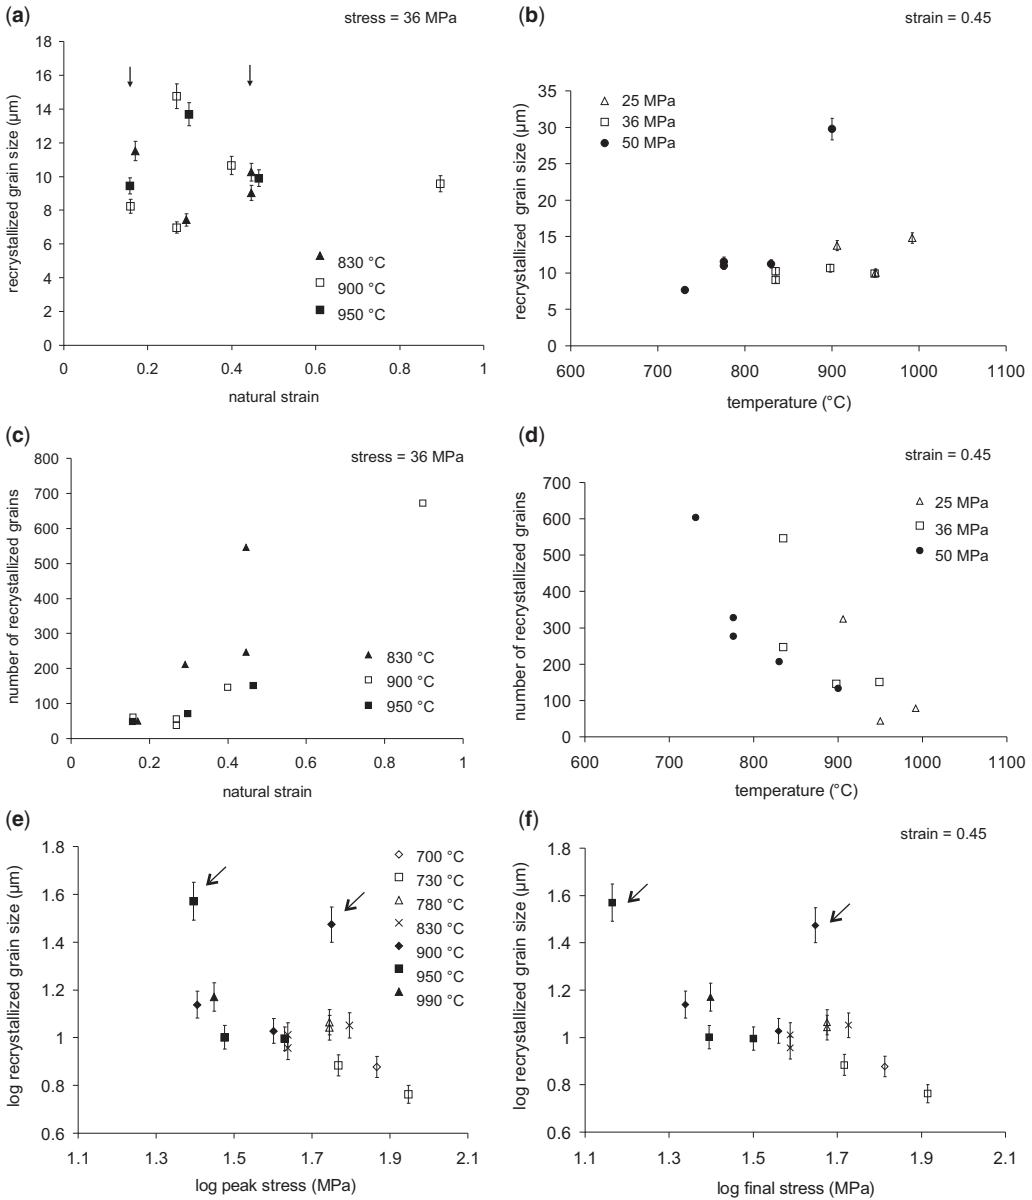 (a)
stress = 36 MPa
recrystallized grain size (µm)
18
16
14
12
10
8
6
4
2
0
830 °C
900 °C
950 °C
0 0.2 0.4 0.6 0.8 1
natural strain
(b)
strain = 0.45
recrystallized grain size (µm)
35
30
25
20
15
10
5
0
25 MPa
36 MPa
50 MPa
600 700 800 900 1000 1100
temperature (°C)
(c)
stress = 36 MPa
number of recrystallized grains
800
700
600
500
400
300
200
100
0
830 °C
900 °C
950 °C
0 0.2 0.4 0.6 0.8 1
natural strain
(d)
strain = 0.45
number of recrystallized grains
700
600
500
400
300
200
100
0
25 MPa
36 MPa
50 MPa
600 700 800 900 1000 1100
temperature (°C)
(e)
log recrystallized grain size (µm)
1.8
1.6
1.4
1.2
1
0.8
0.6
700 °C
730 °C
780 °C
830 °C
900 °C
950 °C
990 °C
1.1 1.3 1.5 1.7 1.9 2.1
log peak stress (MPa)
(f)
strain = 0.45
log recrystallized grain size (µm)
1.8
1.6
1.4
1.2
1
0.8
0.6
1.1 1.3 1.5 1.7 1.9 2.1
log final stress (MPa)